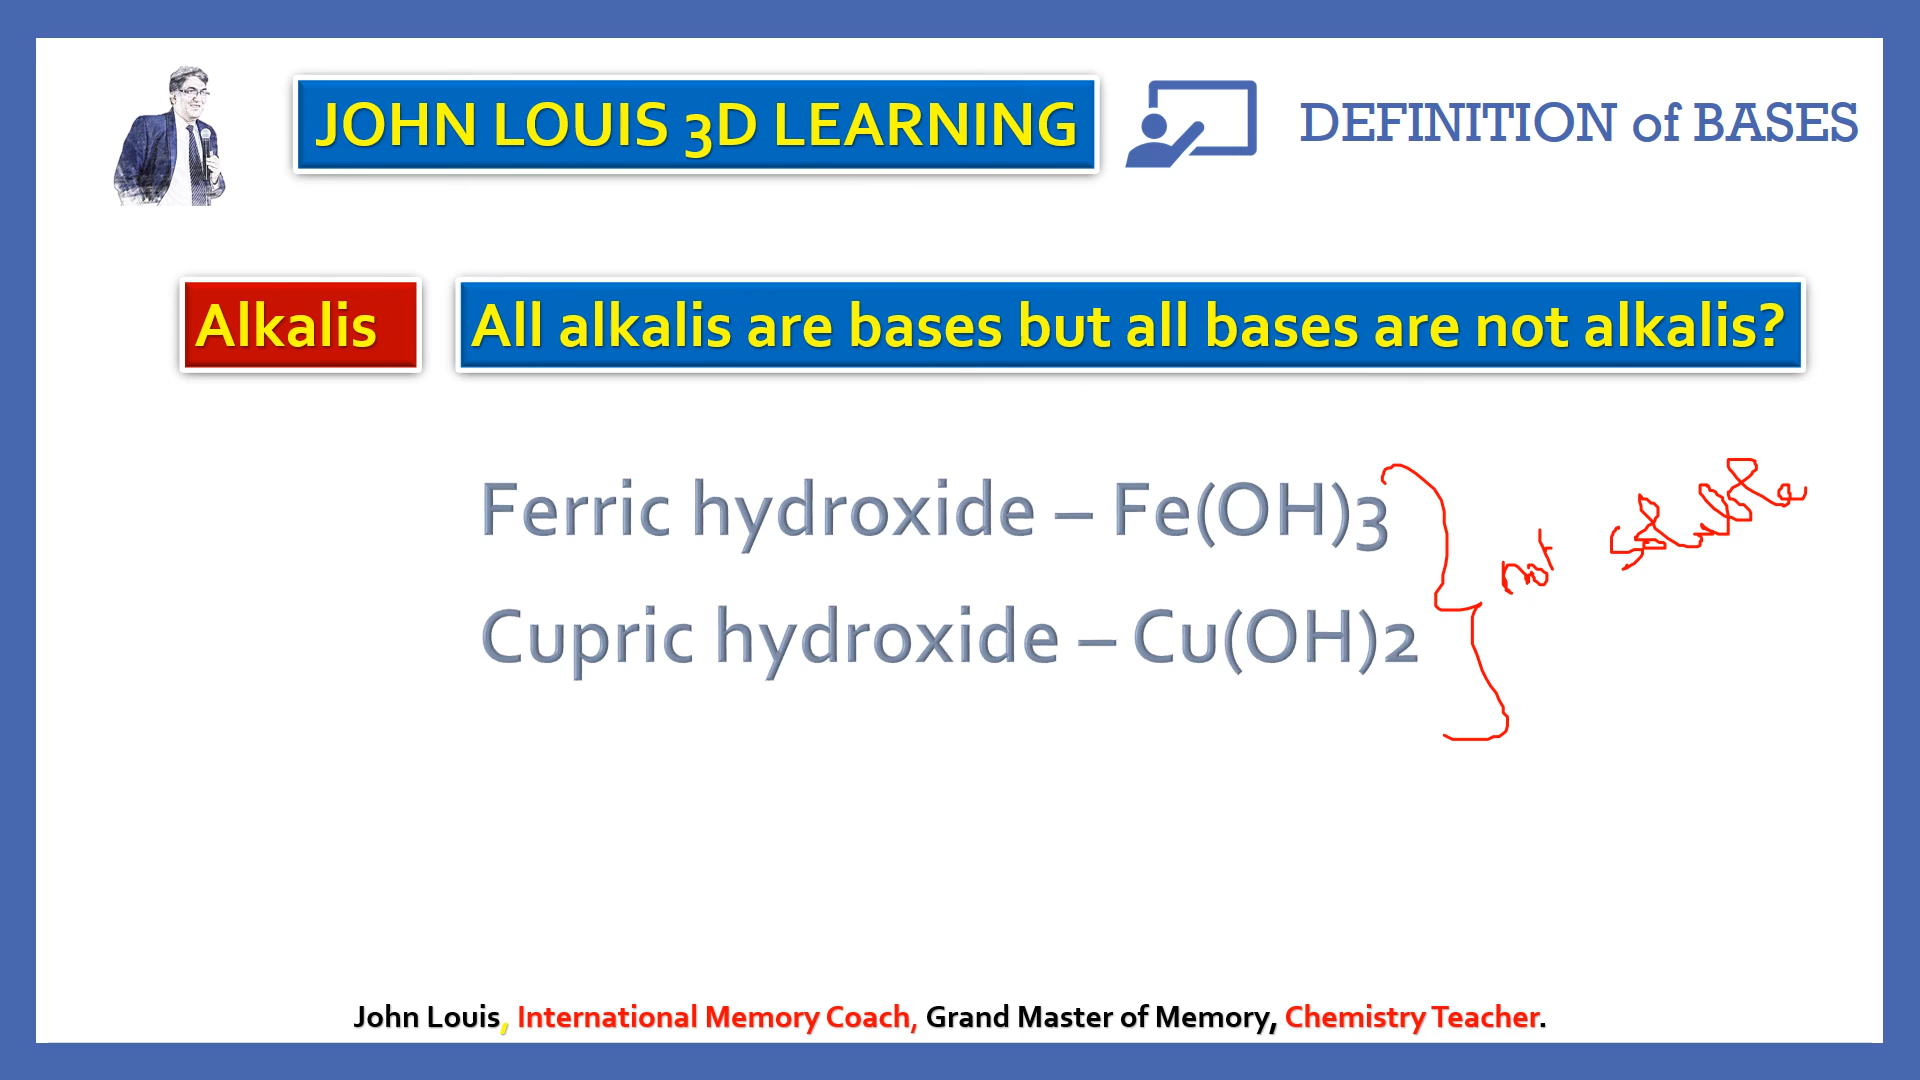 JOHN LOUIS 3D LEARNING
DEFINITION of BASES
Alkalis
All alkalis are bases but all bases are not alkalis?
Ferric hydroxide – Fe(OH)3
Cupric hydroxide – Cu(OH)2
not soluble
John Louis, International Memory Coach, Grand Master of Memory, Chemistry Teacher.